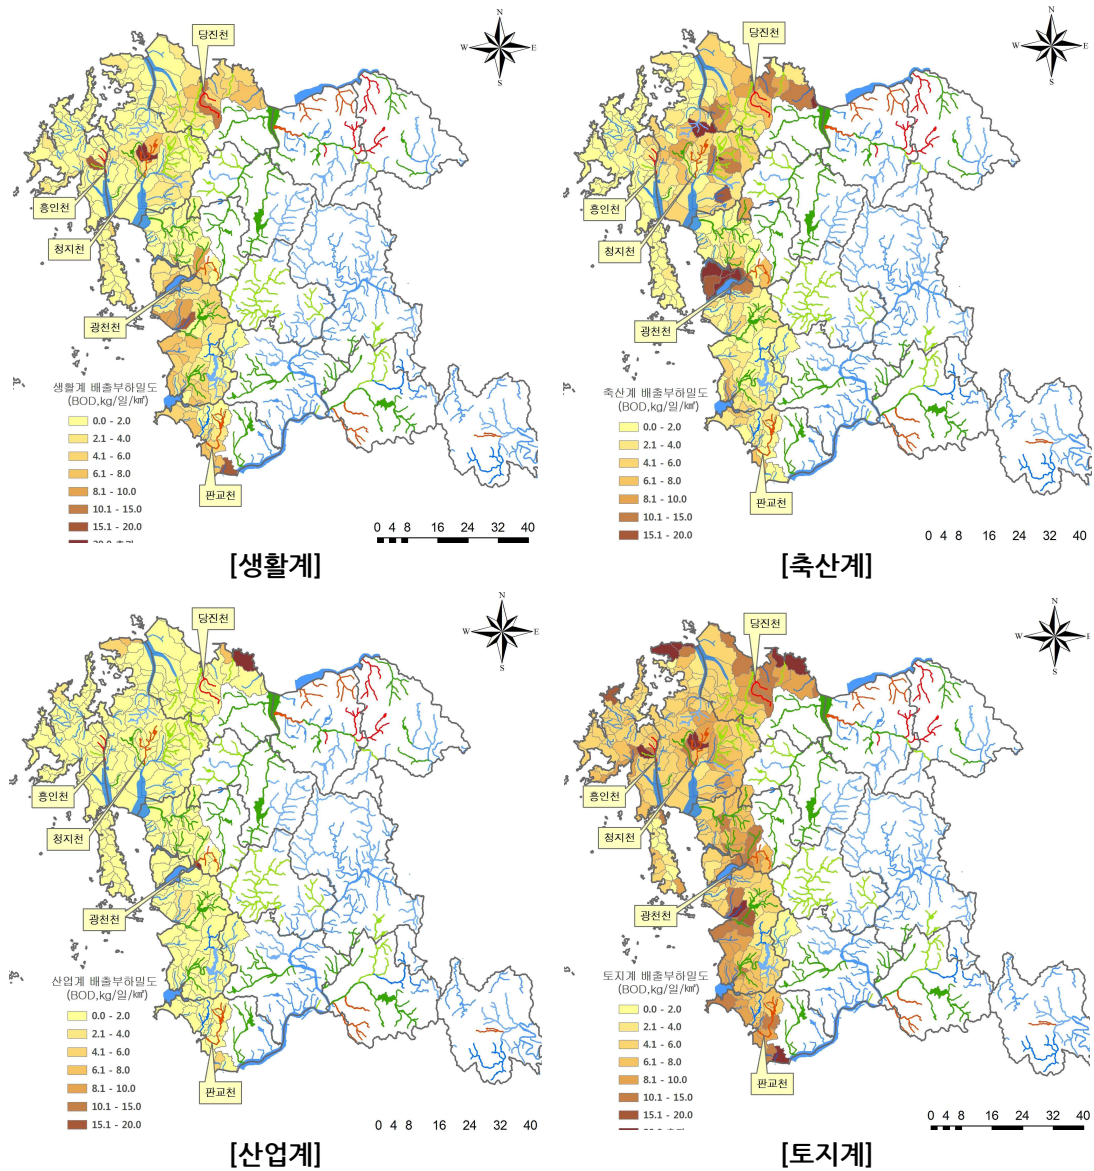 N
W E
S
당진천
흥인천
청지천
광천천
판교천
생활계 배출부하밀도
(BOD,kg/일/㎢)
0.0 - 2.0
2.1 - 4.0
4.1 - 6.0
6.1 - 8.0
8.1 - 10.0
10.1 - 15.0
15.1 - 20.0
0 4 8 16 24 32 40
[생활계]
N
W E
S
당진천
흥인천
청지천
광천천
판교천
축산계 배출부하밀도
(BOD,kg/일/㎢)
0.0 - 2.0
2.1 - 4.0
4.1 - 6.0
6.1 - 8.0
8.1 - 10.0
10.1 - 15.0
15.1 - 20.0
0 4 8 16 24 32 40
[축산계]
N
W E
S
당진천
흥인천
청지천
광천천
판교천
산업계 배출부하밀도
(BOD,kg/일/㎢)
0.0 - 2.0
2.1 - 4.0
4.1 - 6.0
6.1 - 8.0
8.1 - 10.0
10.1 - 15.0
15.1 - 20.0
0 4 8 16 24 32 40
[산업계]
N
W E
S
당진천
흥인천
청지천
광천천
판교천
토지계 배출부하밀도
(BOD,kg/일/㎢)
0.0 - 2.0
2.1 - 4.0
4.1 - 6.0
6.1 - 8.0
8.1 - 10.0
10.1 - 15.0
15.1 - 20.0
0 4 8 16 24 32 40
[토지계]